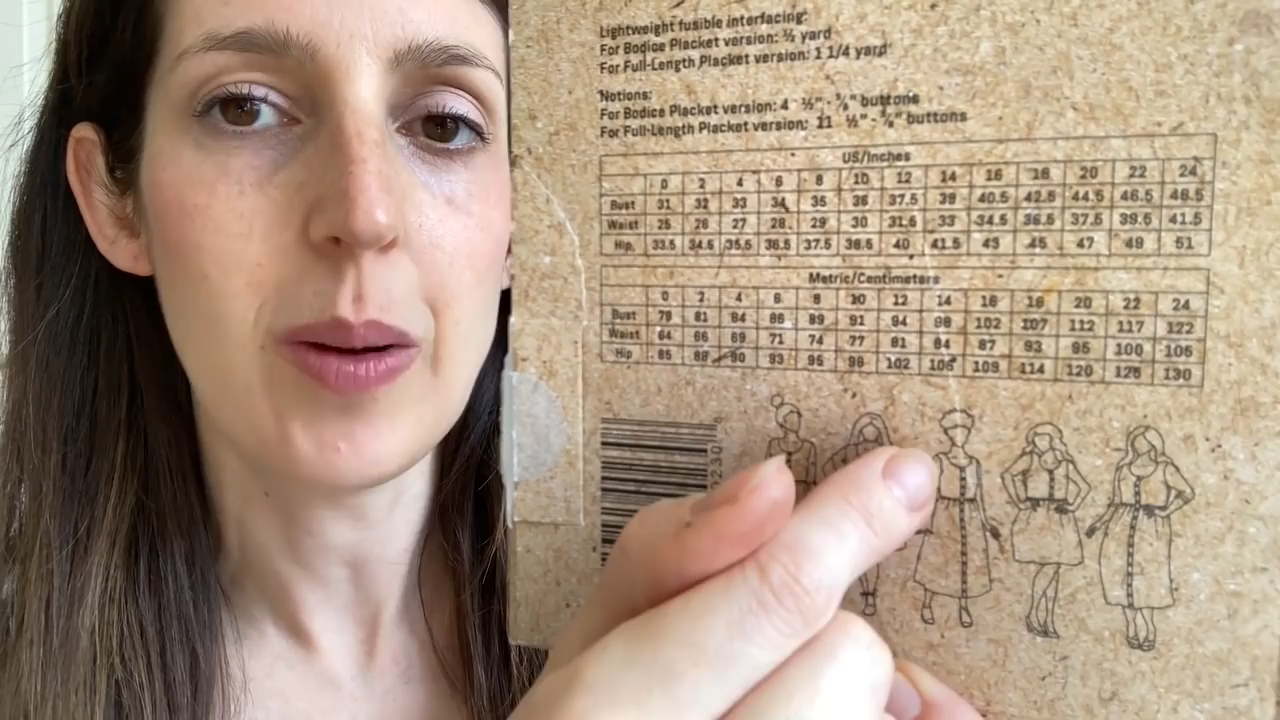 Lightweight fusible interfacing:
For Bodice Placket version: ½ yard
For Full-Length Placket version: 1 1/4 yard
Notions:
For Bodice Placket version: 4 ½" - ⅝" buttons
For Full-Length Placket version: 11 ½" - ⅝" buttons
US/Inches
0 2 4 6 8 10 12 14 16 18 20 22 24
Bust 31 32 33 34 35 36 37.5 39 40.5 42.5 44.5 46.5 48.5
Waist 25 26 27 28 29 30 31.5 33 34.5 36.5 37.5 39.5 41.5
Hip 33.5 34.5 35.5 36.5 37.5 38.5 40 41.5 43 45 47 49 51
Metric/Centimeters
0 2 4 6 8 10 12 14 16 18 20 22 24
Bust 79 81 84 86 89 91 94 98 102 107 112 117 122
Waist 64 66 69 71 74 77 81 84 87 93 95 100 105
Hip 85 88 90 93 95 98 102 106 109 114 120 125 130